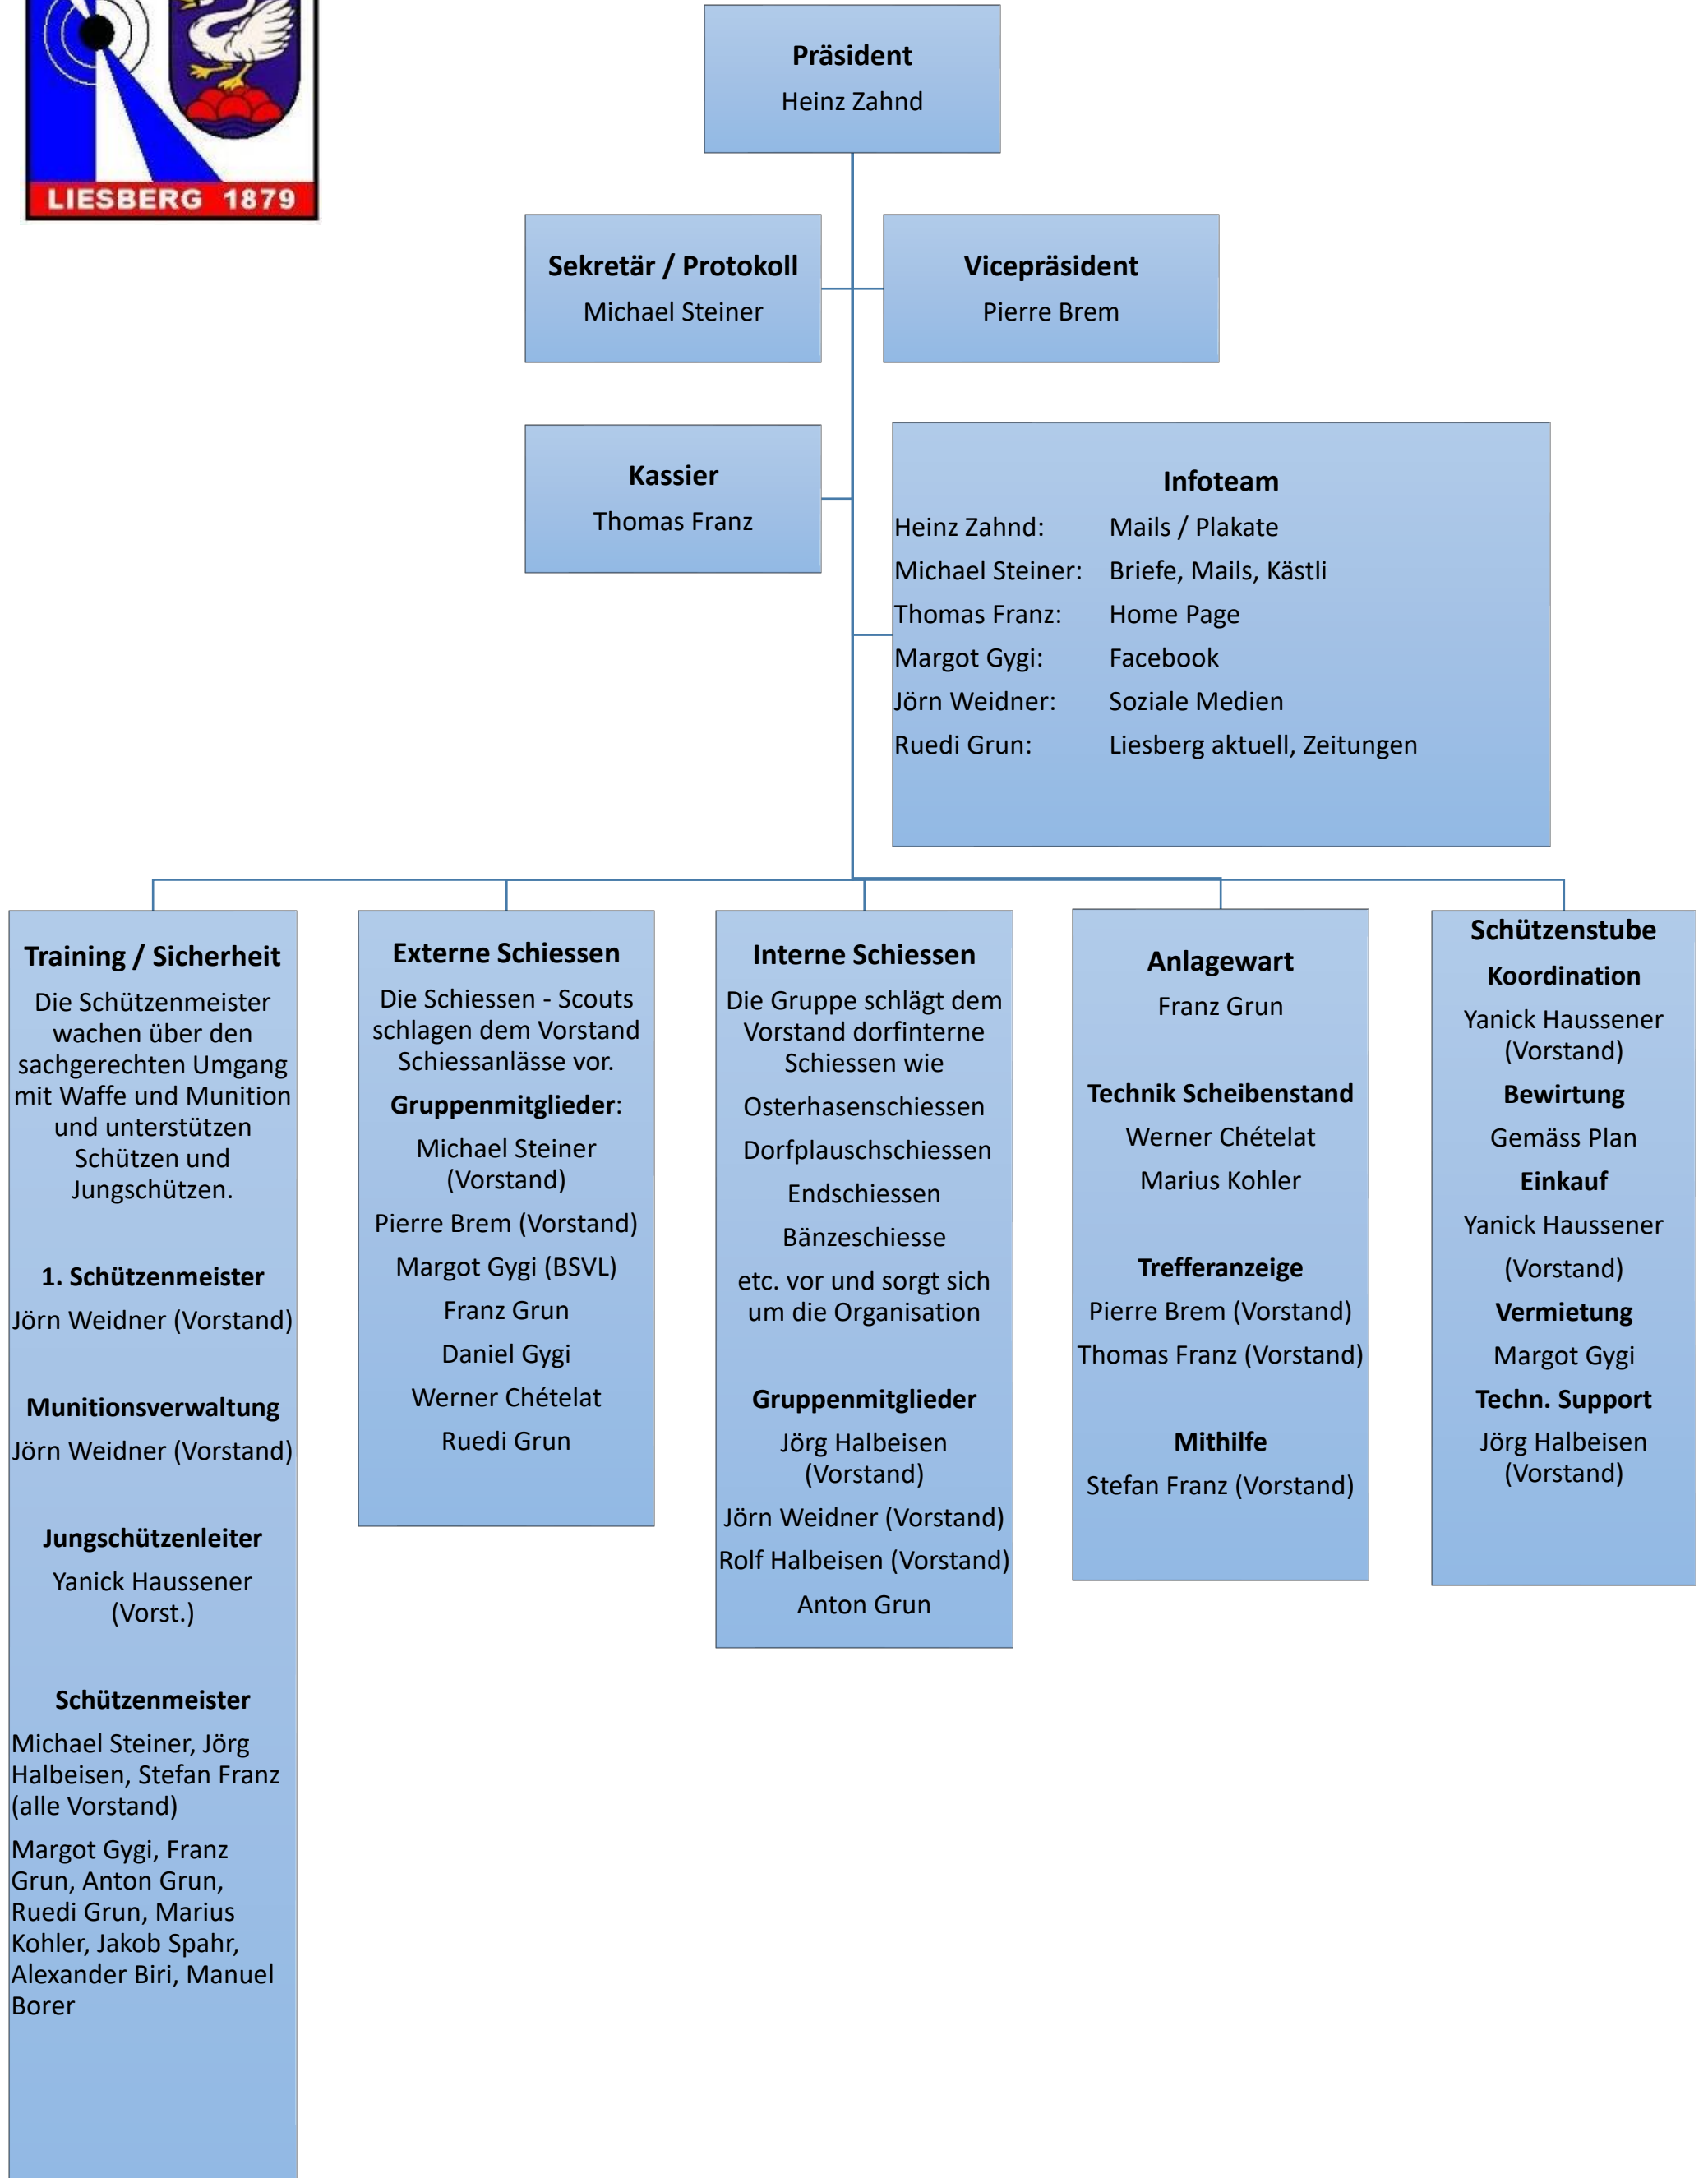 LIESBERG 1879
Präsident
Heinz Zahnd
Sekretär / Protokoll
Michael Steiner
Vicepräsident
Pierre Brem
Kassier
Thomas Franz
Infoteam
Heinz Zahnd: Mails / Plakate
Michael Steiner: Briefe, Mails, Kästli
Thomas Franz: Home Page
Margot Gygi: Facebook
Jörn Weidner: Soziale Medien
Ruedi Grun: Liesberg aktuell, Zeitungen
Training / Sicherheit
Die Schützenmeister
wachen über den
sachgerechten Umgang
mit Waffe und Munition
und unterstützen
Schützen und
Jungschützen.
1. Schützenmeister
Jörn Weidner (Vorstand)
Munitionsverwaltung
Jörn Weidner (Vorstand)
Jungschützenleiter
Yanick Haussener
(Vorst.)
Schützenmeister
Michael Steiner, Jörg
Halbeisen, Stefan Franz
(alle Vorstand)
Margot Gygi, Franz
Grun, Anton Grun,
Ruedi Grun, Marius
Kohler, Jakob Spahr,
Alexander Biri, Manuel
Borer
Externe Schiessen
Die Schiessen - Scouts
schlagen dem Vorstand
Schiessanlässe vor.
Gruppenmitglieder:
Michael Steiner
(Vorstand)
Pierre Brem (Vorstand)
Margot Gygi (BSVL)
Franz Grun
Daniel Gygi
Werner Chételat
Ruedi Grun
Interne Schiessen
Die Gruppe schlägt dem
Vorstand dorfinterne
Schiessen wie
Osterhasenschiessen
Dorfplauschschiessen
Endschiessen
Bänzeschiesse
etc. vor und sorgt sich
um die Organisation
Gruppenmitglieder
Jörg Halbeisen
(Vorstand)
Jörn Weidner (Vorstand)
Rolf Halbeisen (Vorstand)
Anton Grun
Anlagewart
Franz Grun
Technik Scheibenstand
Werner Chételat
Marius Kohler
Trefferanzeige
Pierre Brem (Vorstand)
Thomas Franz (Vorstand)
Mithilfe
Stefan Franz (Vorstand)
Schützenstube
Koordination
Yanick Haussener
(Vorstand)
Bewirtung
Gemäss Plan
Einkauf
Yanick Haussener
(Vorstand)
Vermietung
Margot Gygi
Techn. Support
Jörg Halbeisen
(Vorstand)